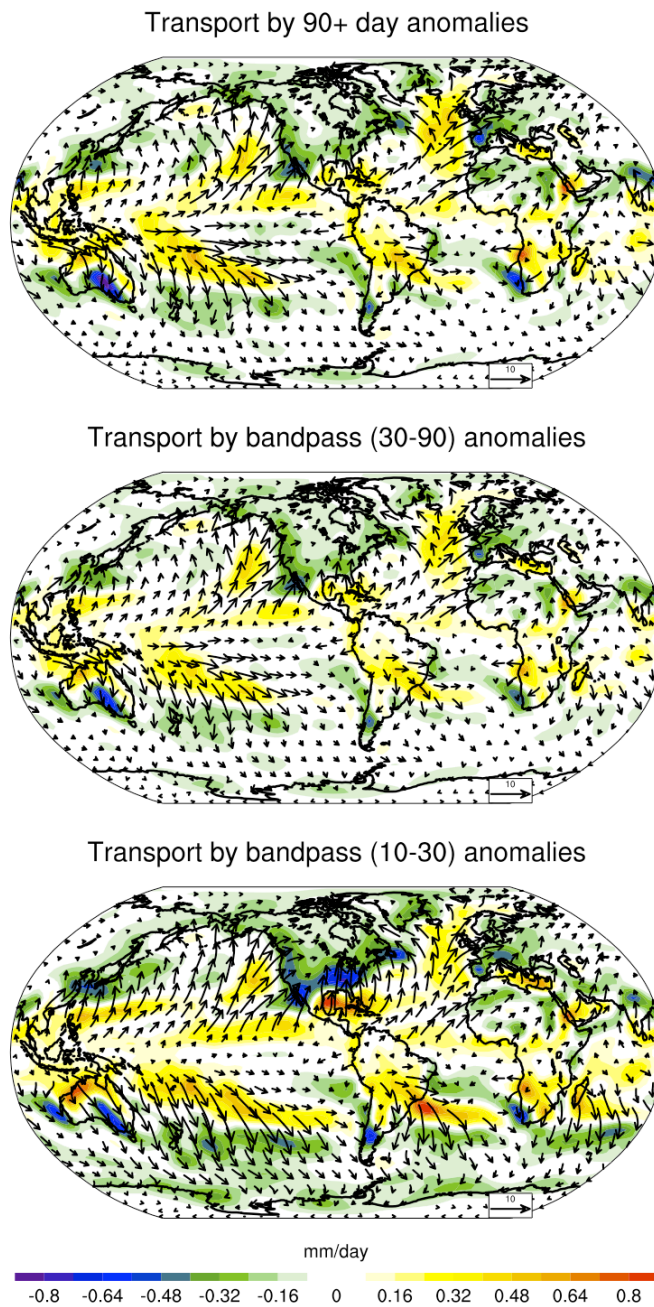 Transport by 90+ day anomalies
10
Transport by bandpass (30-90) anomalies
10
Transport by bandpass (10-30) anomalies
10
mm/day
-0.8 -0.64 -0.48 -0.32 -0.16 0 0.16 0.32 0.48 0.64 0.8